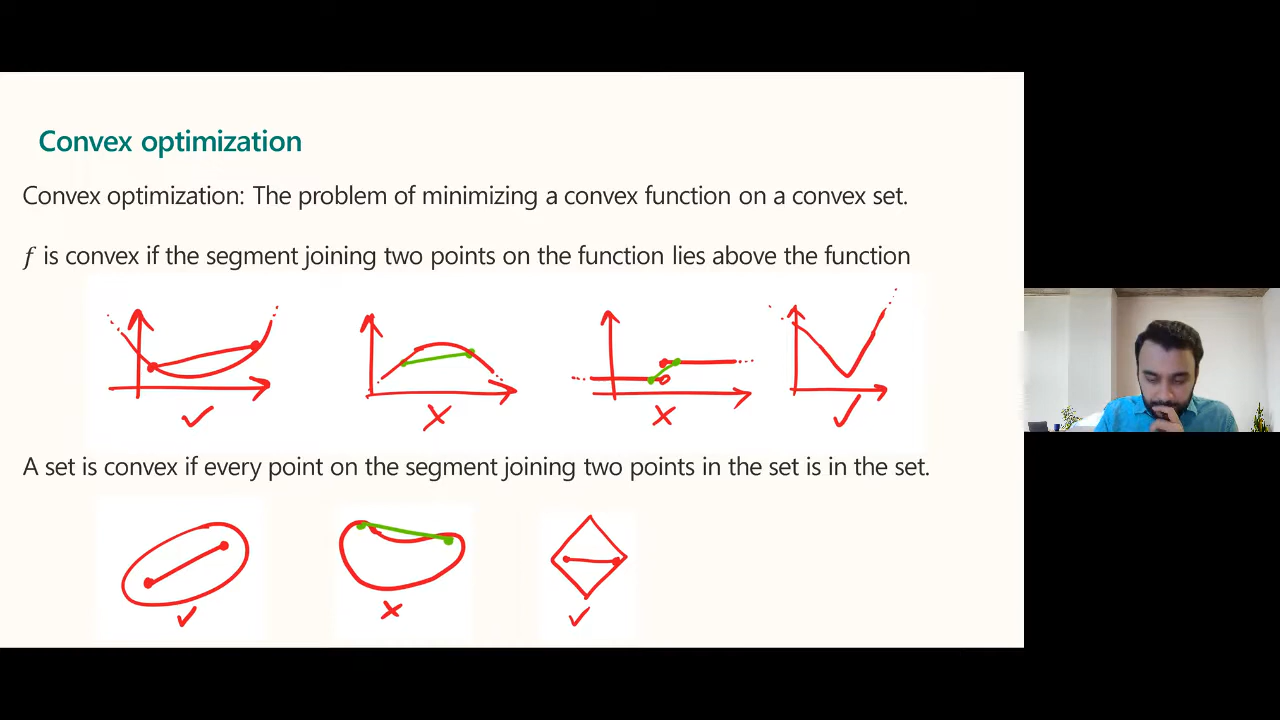 Convex optimization
Convex optimization: The problem of minimizing a convex function on a convex set.
f is convex if the segment joining two points on the function lies above the function
A set is convex if every point on the segment joining two points in the set is in the set.